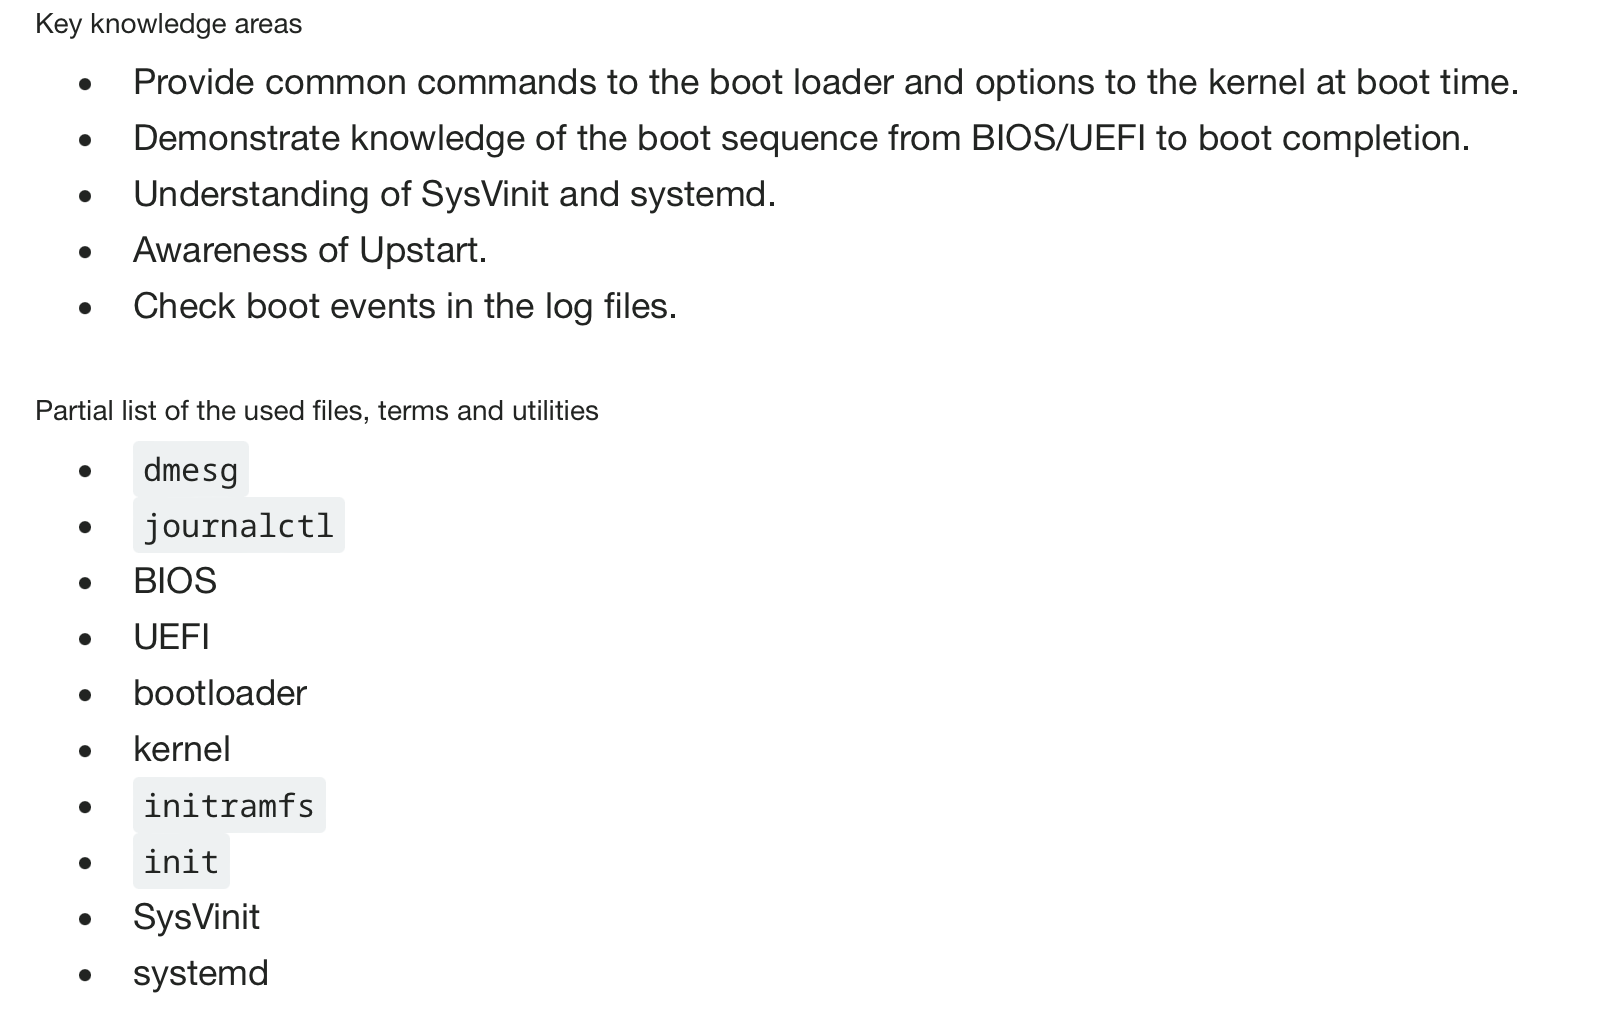 Key knowledge areas
• Provide common commands to the boot loader and options to the kernel at boot time.
• Demonstrate knowledge of the boot sequence from BIOS/UEFI to boot completion.
• Understanding of SysVinit and systemd.
• Awareness of Upstart.
• Check boot events in the log files.
Partial list of the used files, terms and utilities
• dmesg
• journalctl
• BIOS
• UEFI
• bootloader
• kernel
• initramfs
• init
• SysVinit
• systemd